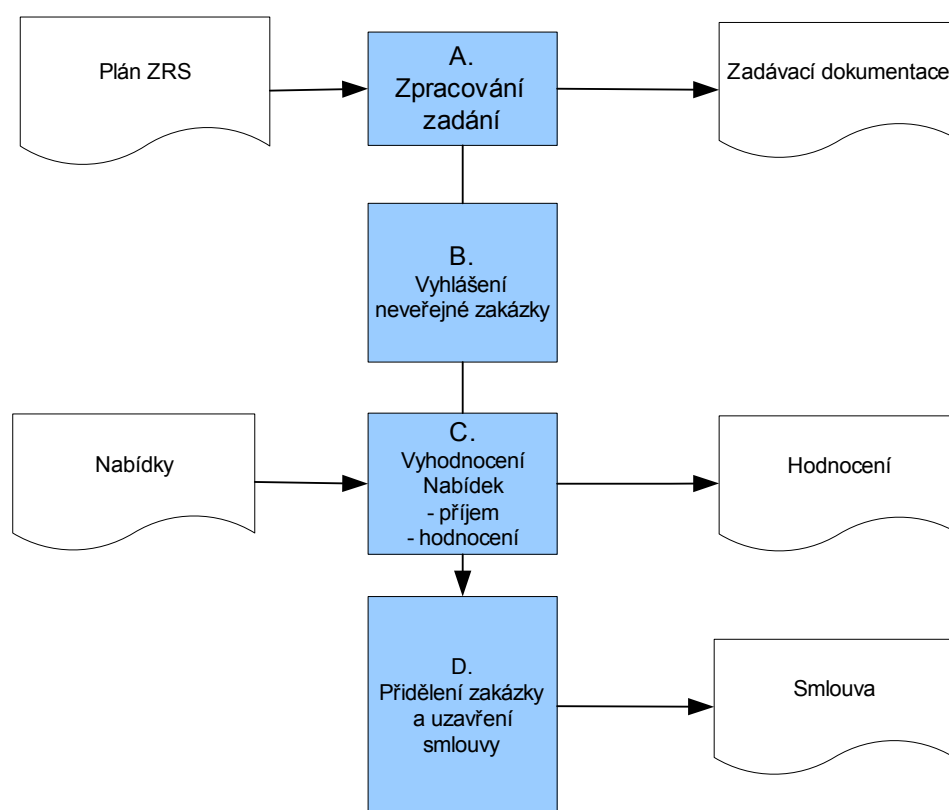 Plán ZRS
A.
Zpracování
zadání
Zadávací dokumentace
B.
Vyhlášení
neveřejné zakázky
Nabídky
C.
Vyhodnocení
Nabídek
- příjem
- hodnocení
Hodnocení
D.
Přidělení zakázky
a uzavření
smlouvy
Smlouva